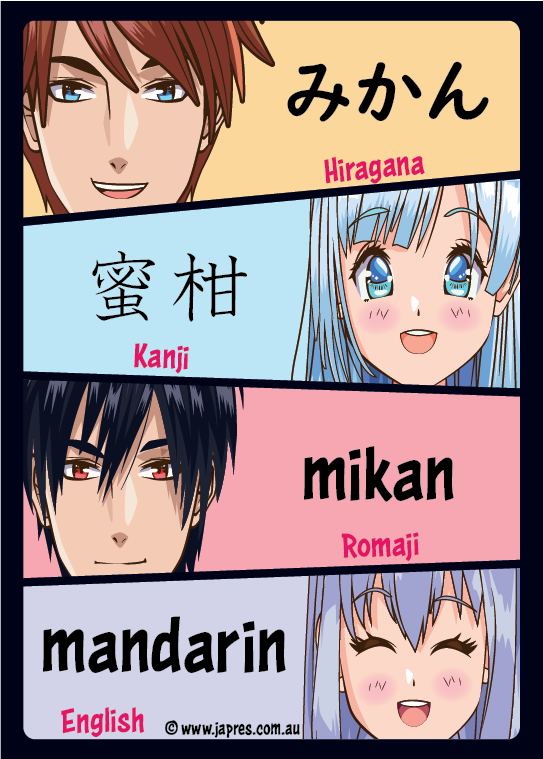 みかん
Hiragana
蜜柑
Kanji
mikan
Romaji
mandarin
English
© www.japres.com.au